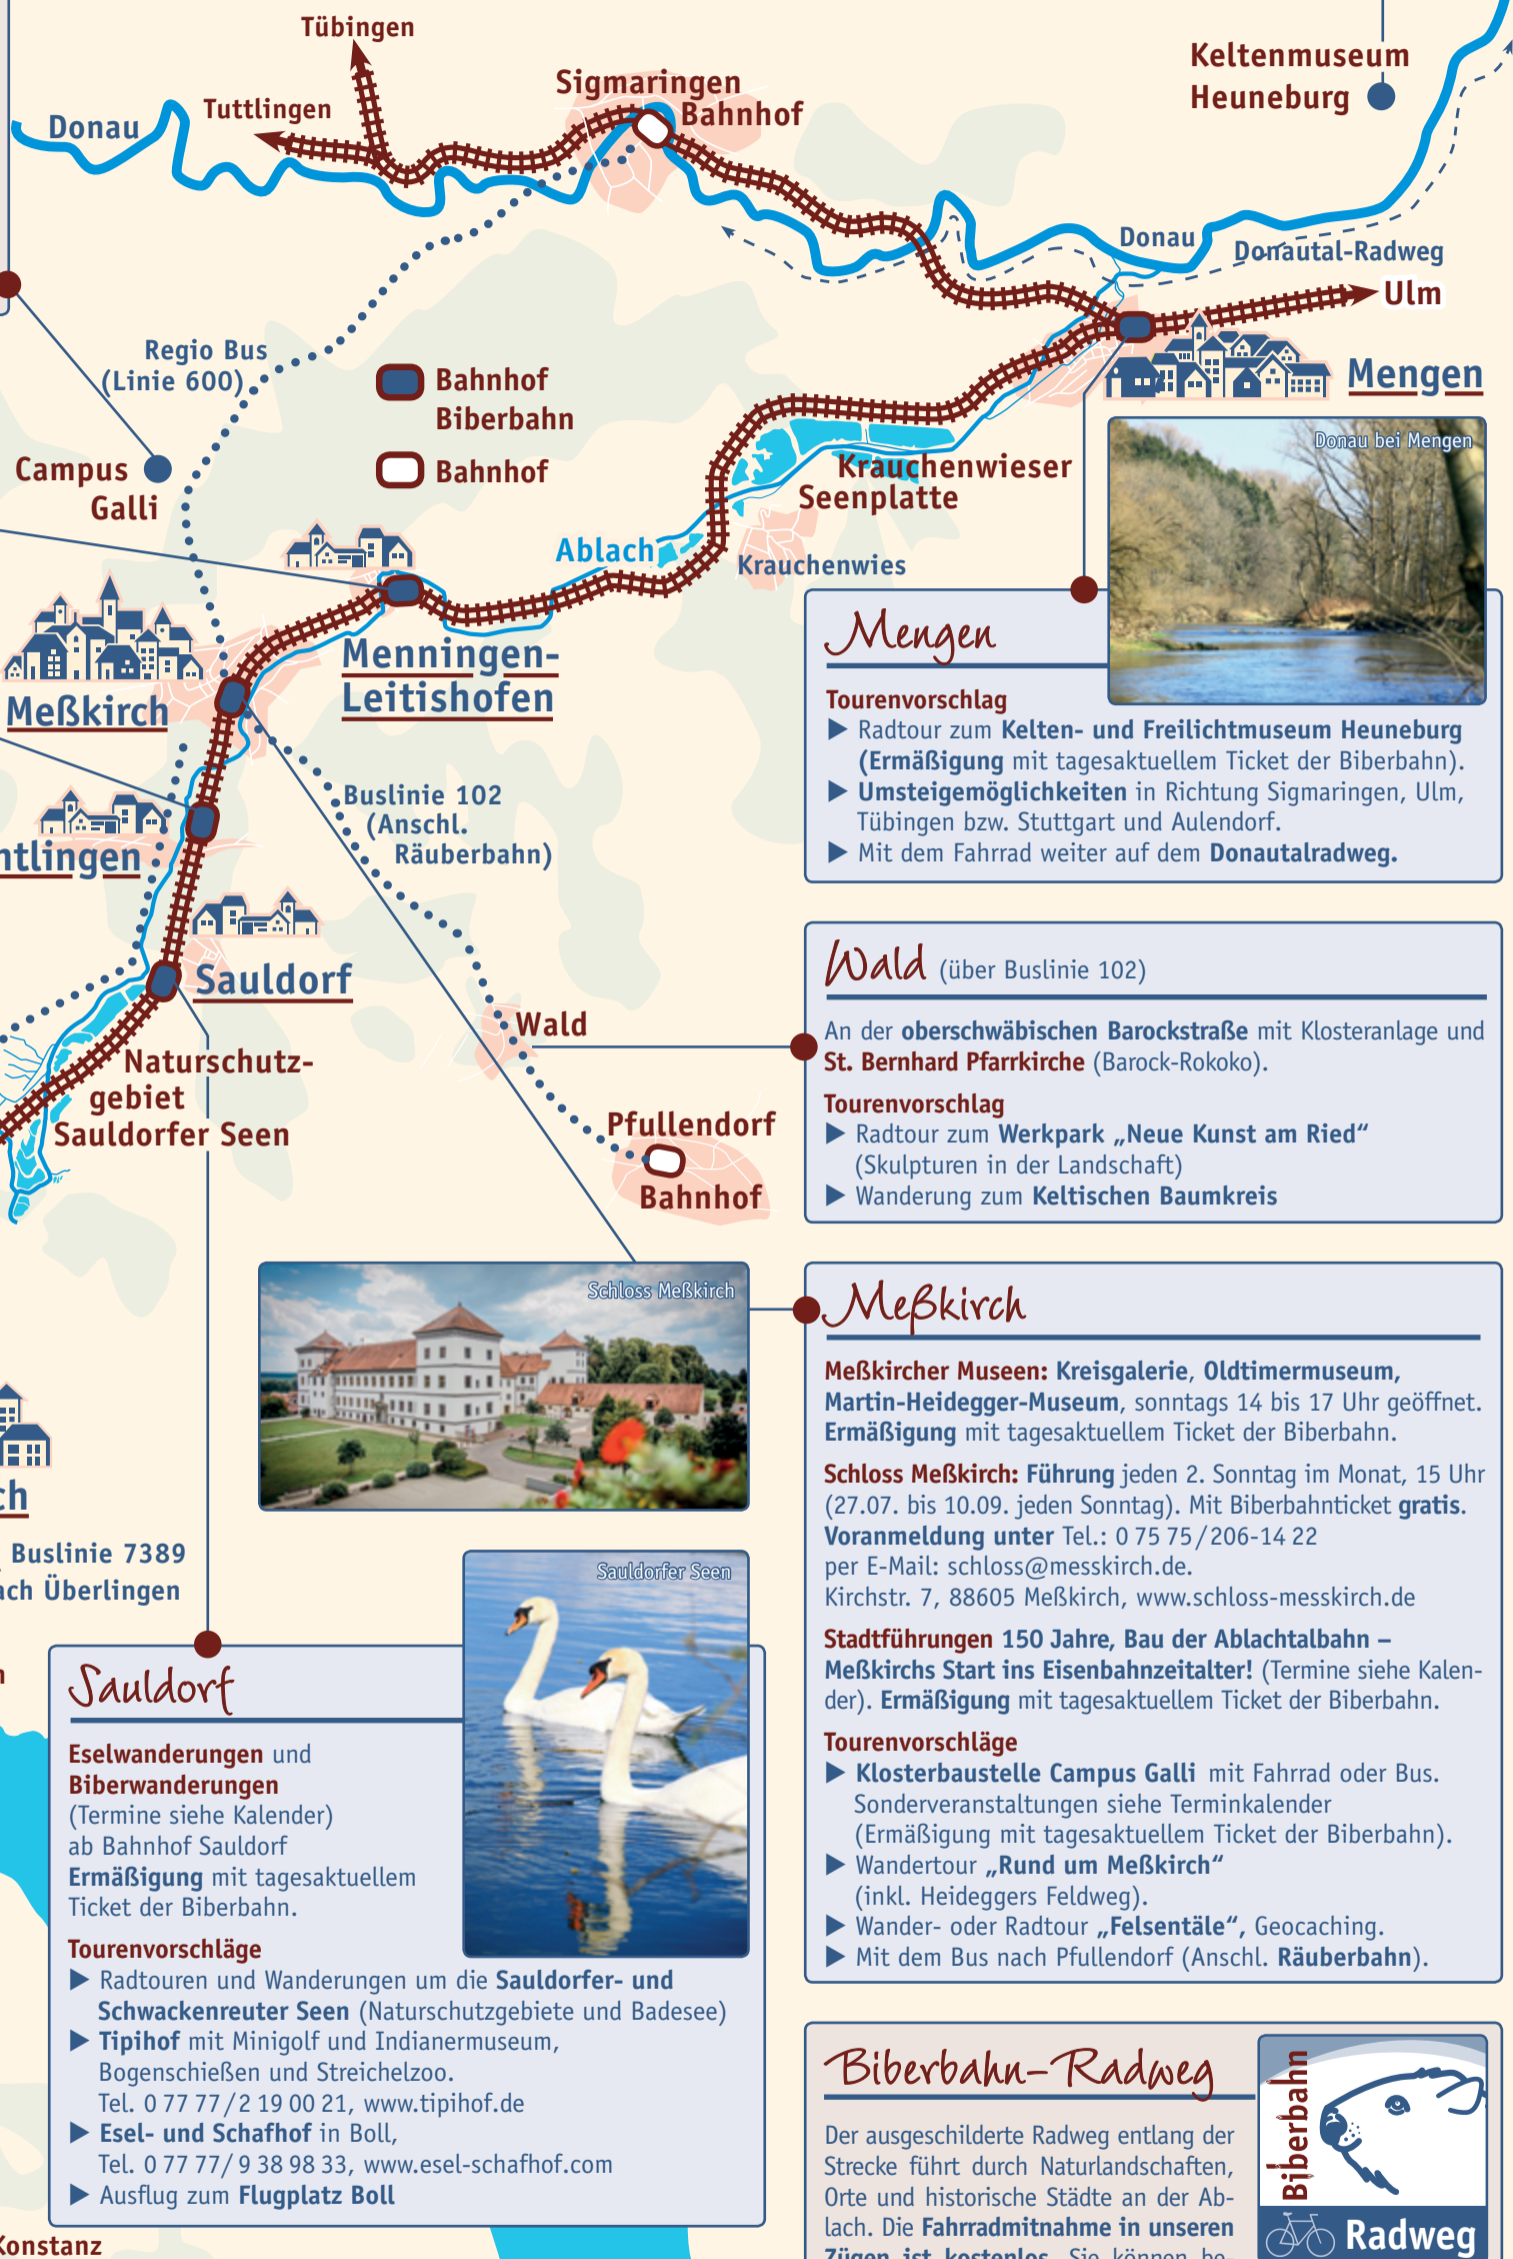 Tübingen
Tuttlingen
Donau
Sigmaringen
Bahnhof
Keltenmuseum
Heuneburg
Donau
Donautal-Radweg
Ulm
Mengen
Regio Bus
(Linie 600)
Bahnhof
Biberbahn
Bahnhof
Campus
Galli
Krauchenwieser
Seenplatte
Ablach
Krauchenwies
Donau bei Mengen
Menningen-
Leitishofen
Meßkirch
Buslinie 102
(Anschl.
Räuberbahn)
ntlingen
Sauldorf
Naturschutz-
gebiet
Sauldorfer Seen
Wald
Pfullendorf
Bahnhof
Mengen
Tourenvorschlag
▶ Radtour zum Kelten- und Freilichtmuseum Heuneburg
(Ermäßigung mit tagesaktuellem Ticket der Biberbahn).
▶ Umsteigemöglichkeiten in Richtung Sigmaringen, Ulm,
Tübingen bzw. Stuttgart und Aulendorf.
▶ Mit dem Fahrrad weiter auf dem Donautalradweg.
Wald (über Buslinie 102)
An der oberschwäbischen Barockstraße mit Klosteranlage und
St. Bernhard Pfarrkirche (Barock-Rokoko).
Tourenvorschlag
▶ Radtour zum Werkpark „Neue Kunst am Ried“
(Skulpturen in der Landschaft)
▶ Wanderung zum Keltischen Baumkreis
Schloss Meßkirch
Meßkirch
Meßkircher Museen: Kreisgalerie, Oldtimermuseum,
Martin-Heidegger-Museum, sonntags 14 bis 17 Uhr geöffnet.
Ermäßigung mit tagesaktuellem Ticket der Biberbahn.
Schloss Meßkirch: Führung jeden 2. Sonntag im Monat, 15 Uhr
(27.07. bis 10.09. jeden Sonntag). Mit Biberbahnticket gratis.
Voranmeldung unter Tel.: 0 75 75/206-14 22
per E-Mail: schloss@messkirch.de.
Kirchstr. 7, 88605 Meßkirch, www.schloss-messkirch.de
Stadtführungen 150 Jahre, Bau der Ablachtalbahn –
Meßkirchs Start ins Eisenbahnzeitalter! (Termine siehe Kalen-
der). Ermäßigung mit tagesaktuellem Ticket der Biberbahn.
Tourenvorschläge
▶ Klosterbaustelle Campus Galli mit Fahrrad oder Bus.
Sonderveranstaltungen siehe Terminkalender
(Ermäßigung mit tagesaktuellem Ticket der Biberbahn).
▶ Wandertour „Rund um Meßkirch“
(inkl. Heideggers Feldweg).
▶ Wander- oder Radtour „Felsentäle“, Geocaching.
▶ Mit dem Bus nach Pfullendorf (Anschl. Räuberbahn).
ch
Buslinie 7389
ach Überlingen
n
Sauldorfer Seen
Sauldorf
Eselwanderungen und
Biberwanderungen
(Termine siehe Kalender)
ab Bahnhof Sauldorf
Ermäßigung mit tagesaktuellem
Ticket der Biberbahn.
Tourenvorschläge
▶ Radtouren und Wanderungen um die Sauldorfer- und
Schwackenreuter Seen (Naturschutzgebiete und Badesee)
▶ Tipihof mit Minigolf und Indianermuseum,
Bogenschießen und Streichelzoo.
Tel. 0 77 77/2 19 00 21, www.tipihof.de
▶ Esel- und Schafhof in Boll,
Tel. 0 77 77/ 9 38 98 33, www.esel-schafhof.com
▶ Ausflug zum Flugplatz Boll
Konstanz
Biberbahn-Radweg
Der ausgeschilderte Radweg entlang der
Strecke führt durch Naturlandschaften,
Orte und historische Städte an der Ab-
lach. Die Fahrradmitnahme in unseren
Zügen ist kostenlos. Sie können be-
Biberbahn
Radweg